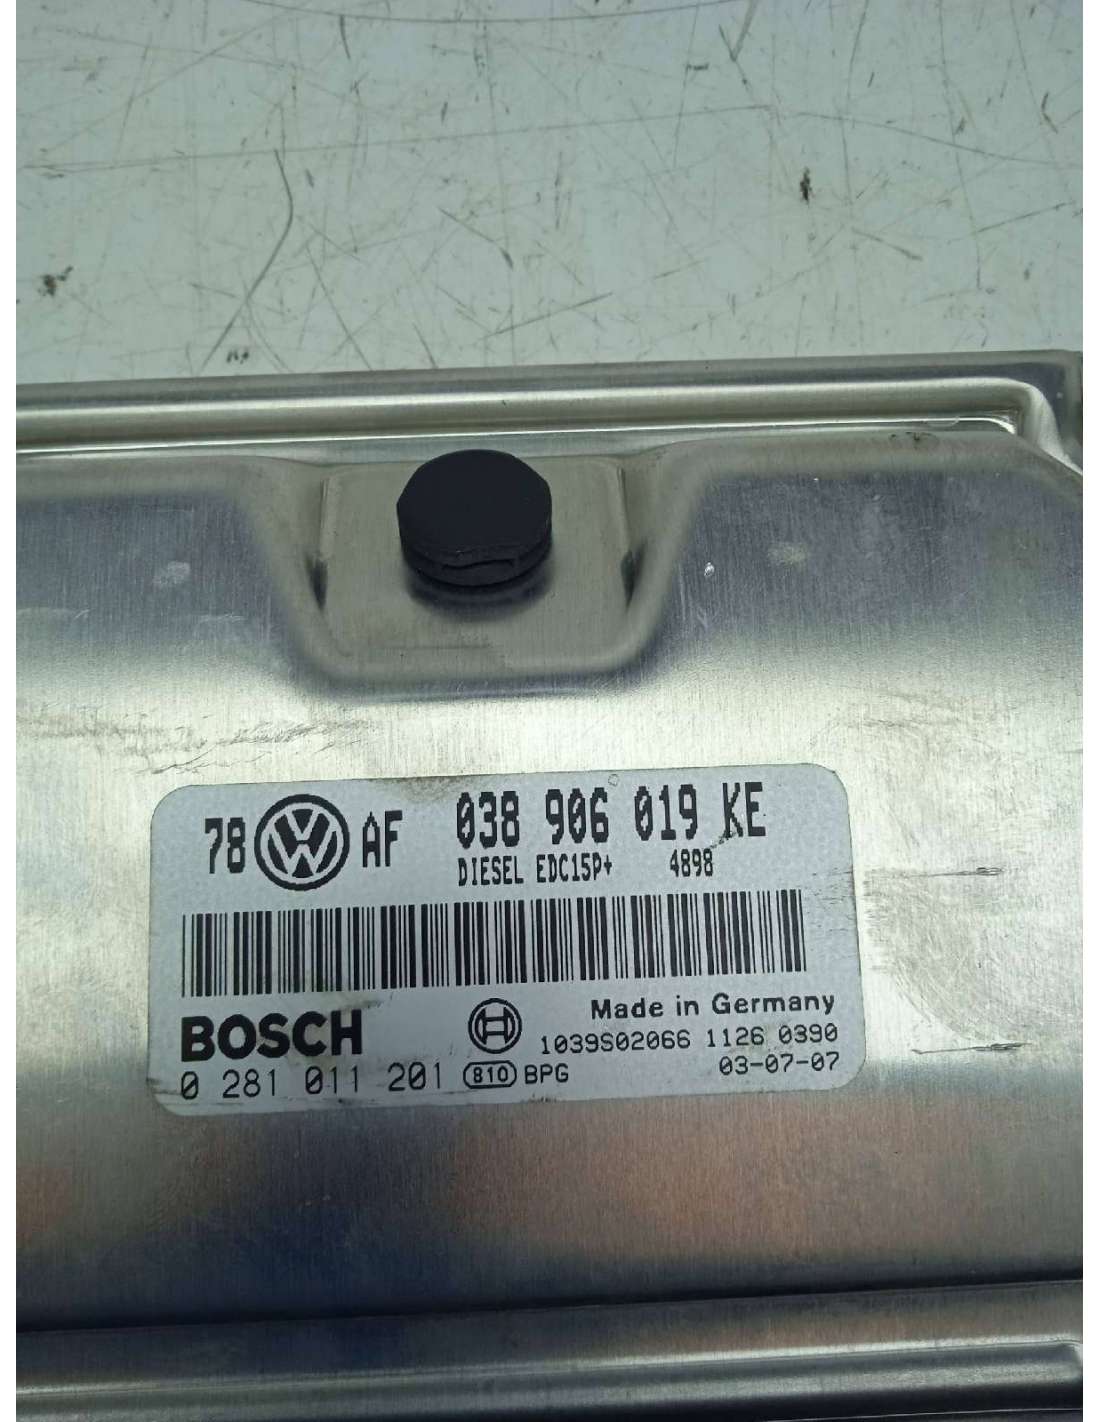 78 VW AF 038 906 019 KE
DIESEL EDC15P+ 4898
Made in Germany
BOSCH
1039S02066 1126 0390
0 281 011 201 810 BPG 03-07-07